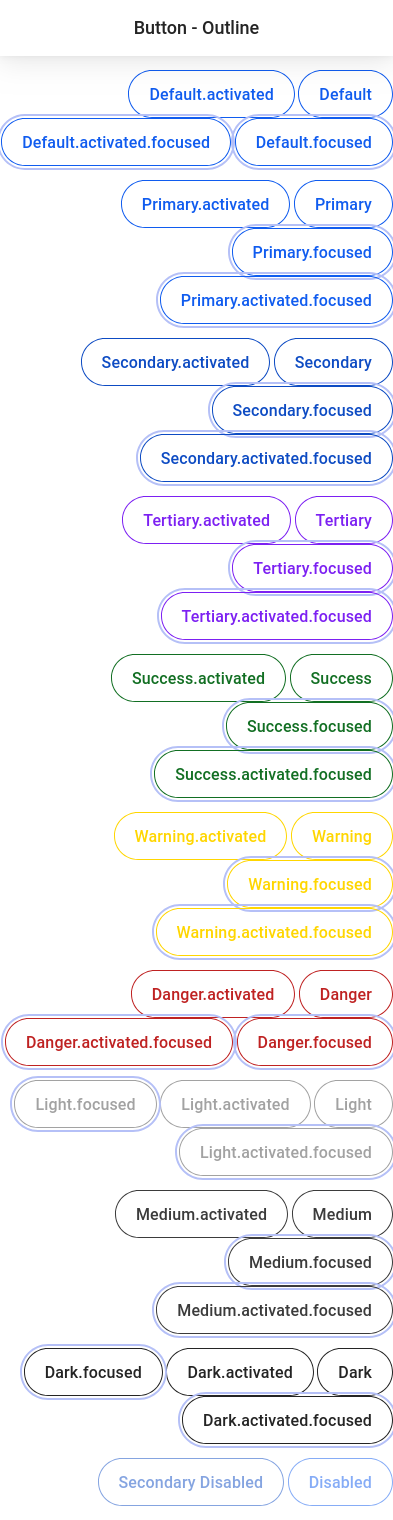 Button - Outline
Default.activated Default
Default.activated.focused Default.focused
Primary.activated Primary
Primary.focused
Primary.activated.focused
Secondary.activated Secondary
Secondary.focused
Secondary.activated.focused
Tertiary.activated Tertiary
Tertiary.focused
Tertiary.activated.focused
Success.activated Success
Success.focused
Success.activated.focused
Warning.activated Warning
Warning.focused
Warning.activated.focused
Danger.activated Danger
Danger.activated.focused Danger.focused
Light.focused Light.activated Light
Light.activated.focused
Medium.activated Medium
Medium.focused
Medium.activated.focused
Dark.focused Dark.activated Dark
Dark.activated.focused
Secondary Disabled Disabled